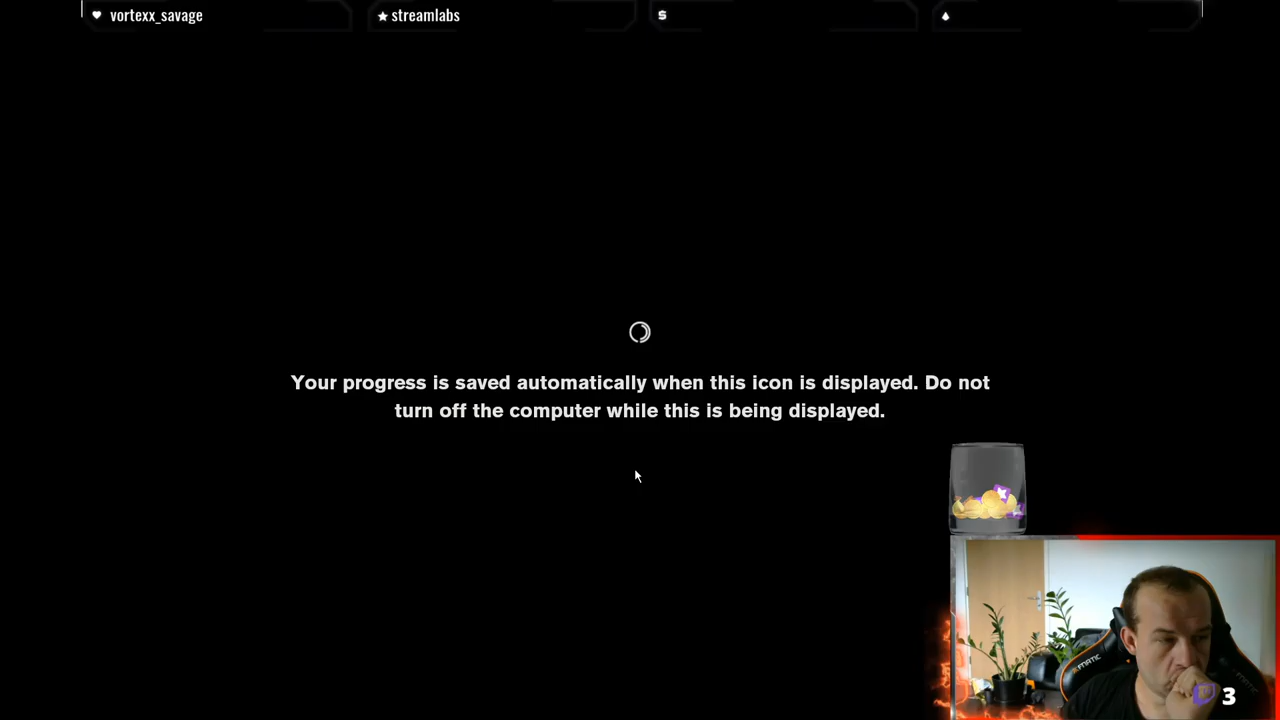 vortexx_savage
streamlabs
Your progress is saved automatically when this icon is displayed. Do not
turn off the computer while this is being displayed.
FNATIC
3